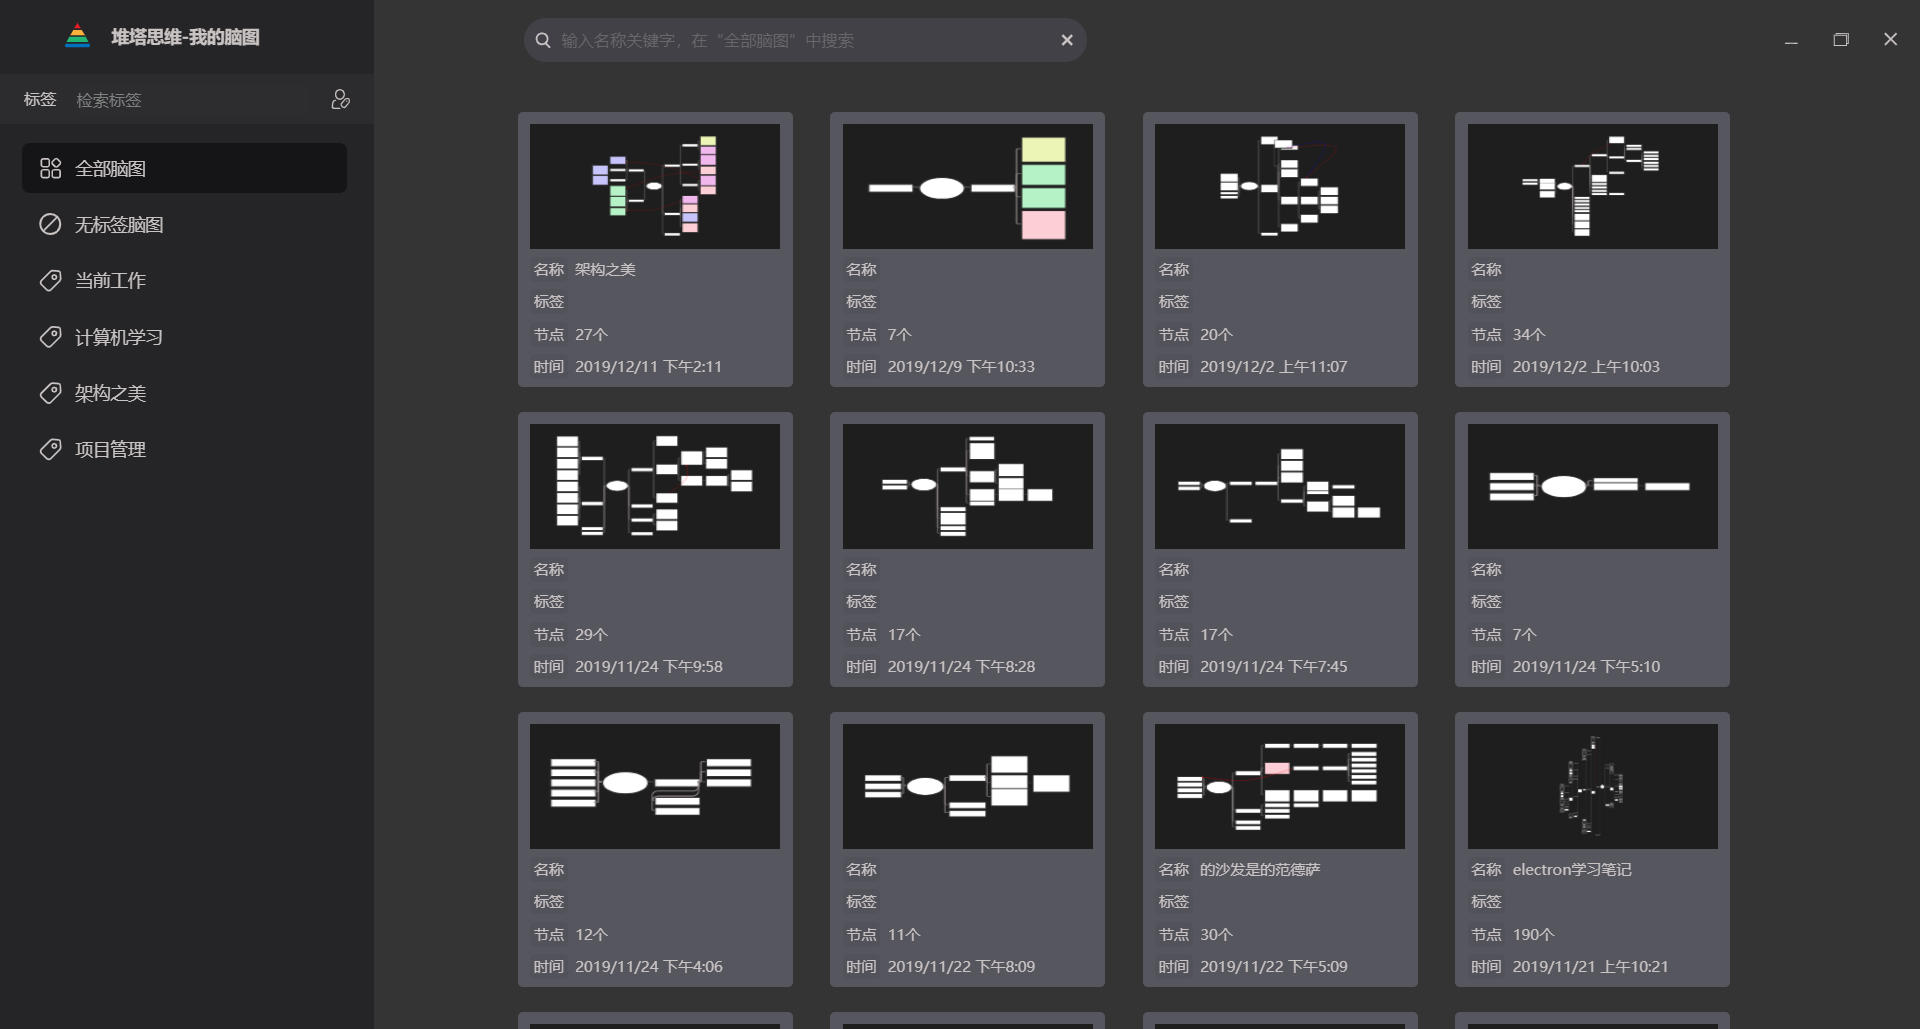 堆塔思维-我的脑图
输入名称关键字，在“全部脑图”中搜索
标签 检索标签
全部脑图
无标签脑图
当前工作
计算机学习
架构之美
项目管理
名称 架构之美
标签
节点 27个
时间 2019/12/11 下午2:11
名称
标签
节点 7个
时间 2019/12/9 下午10:33
名称
标签
节点 20个
时间 2019/12/2 上午11:07
名称
标签
节点 34个
时间 2019/12/2 上午10:03
名称
标签
节点 29个
时间 2019/11/24 下午9:58
名称
标签
节点 17个
时间 2019/11/24 下午8:28
名称
标签
节点 17个
时间 2019/11/24 下午7:45
名称
标签
节点 7个
时间 2019/11/24 下午5:10
名称
标签
节点 12个
时间 2019/11/24 下午4:06
名称
标签
节点 11个
时间 2019/11/22 下午8:09
名称 的沙发是的范德萨
标签
节点 30个
时间 2019/11/22 下午5:09
名称 electron学习笔记
标签
节点 190个
时间 2019/11/21 上午10:21